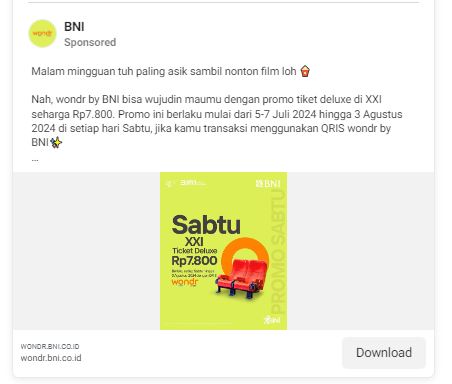 BNI
Sponsored
Malam mingguan tuh paling asik sambil nonton film loh 🍿
Nah, wondr by BNI bisa wujudin maumu dengan promo tiket deluxe di XXI
seharga Rp7.800. Promo ini berlaku mulai dari 5-7 Juli 2024 hingga 3 Agustus
2024 di setiap hari Sabtu, jika kamu transaksi menggunakan QRIS wondr by
BNI✨
...
BNI
Sabtu
XXI
Ticket Deluxe
Rp7.800
wondr
PROMO SABTU
BNI
WONDR.BNI.CO.ID
wondr.bni.co.id
Download